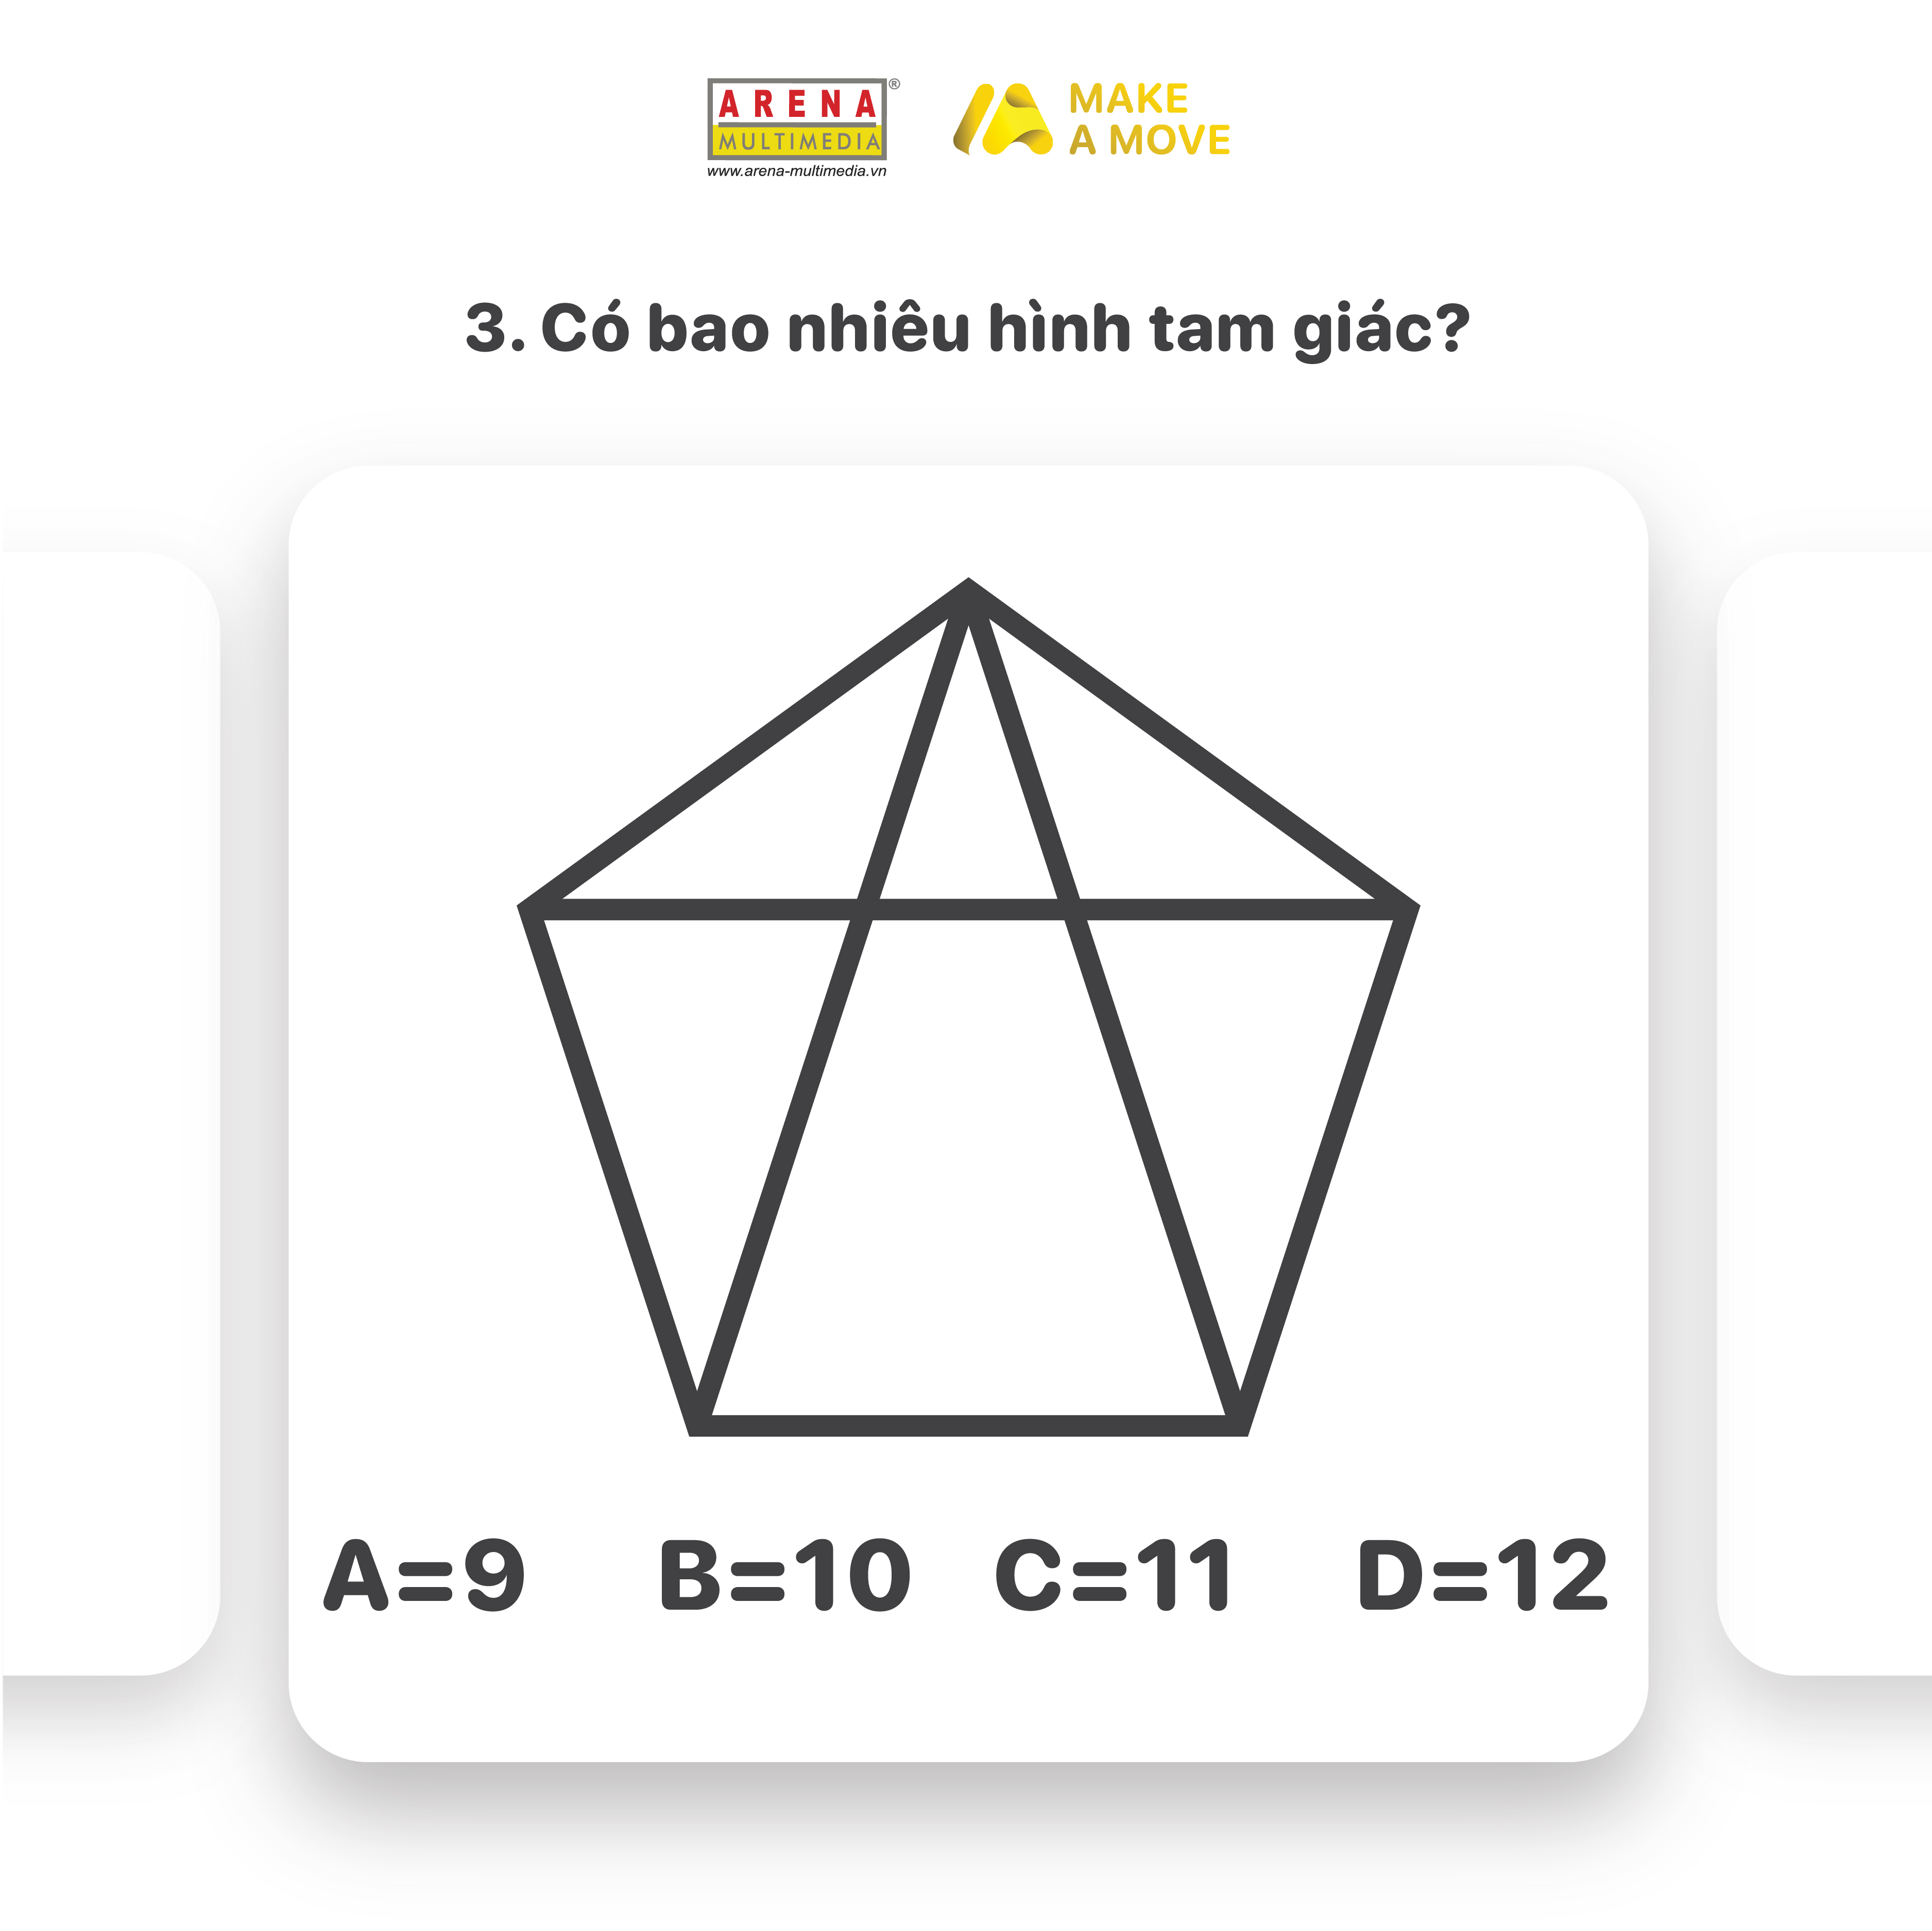 ARENA ®
MULTIMEDIA
www.arena-multimedia.vn
MAKE
A MOVE
3. Có bao nhiêu hình tam giác?
A=9 B=10 C=11 D=12